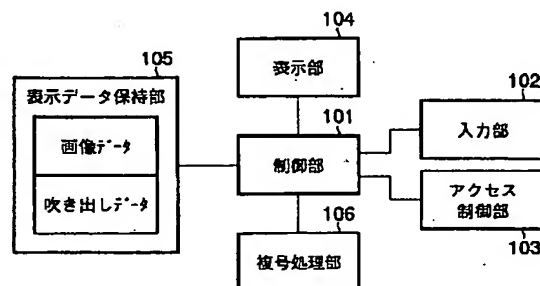 104
表示部
105
表示データ保持部
画像データ
吹き出しデータ
101
制御部
102
入力部
アクセス
制御部
103
106
複号処理部